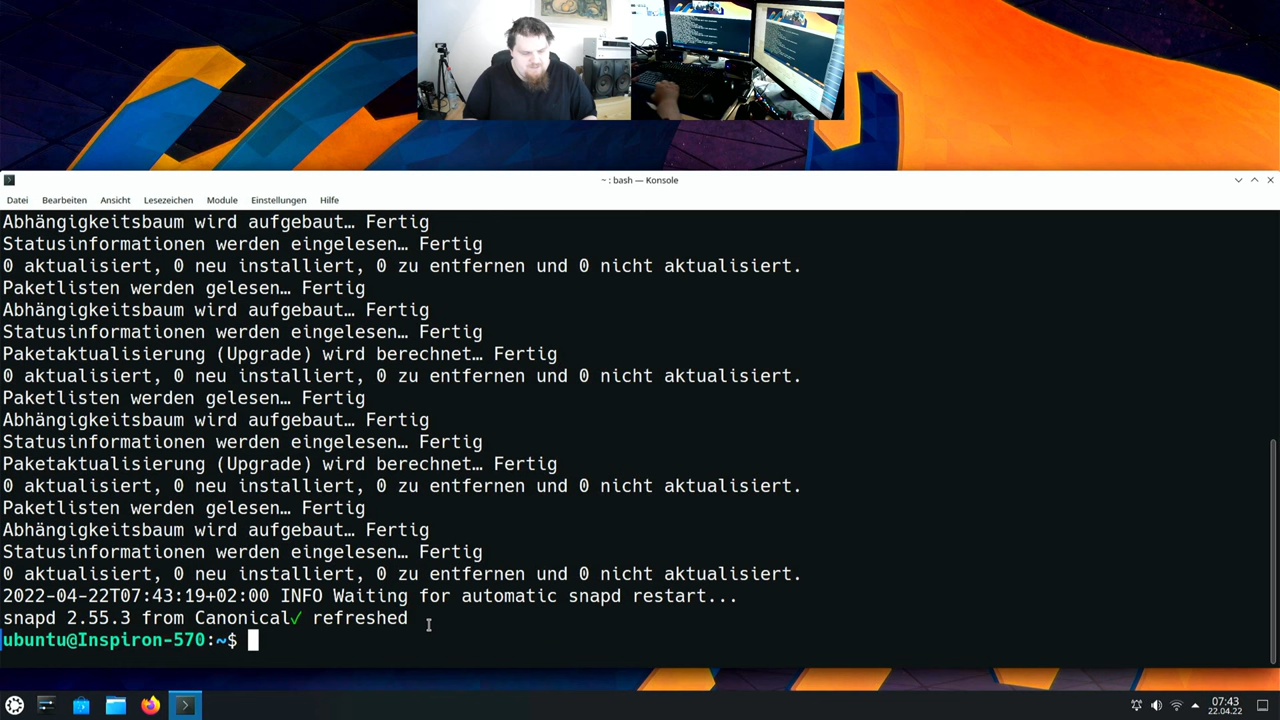 ~ : bash — Konsole
Datei Bearbeiten Ansicht Lesezeichen Module Einstellungen Hilfe
Abhängigkeitsbaum wird aufgebaut… Fertig
Statusinformationen werden eingelesen… Fertig
0 aktualisiert, 0 neu installiert, 0 zu entfernen und 0 nicht aktualisiert.
Paketlisten werden gelesen… Fertig
Abhängigkeitsbaum wird aufgebaut… Fertig
Statusinformationen werden eingelesen… Fertig
Paketaktualisierung (Upgrade) wird berechnet… Fertig
0 aktualisiert, 0 neu installiert, 0 zu entfernen und 0 nicht aktualisiert.
Paketlisten werden gelesen… Fertig
Abhängigkeitsbaum wird aufgebaut… Fertig
Statusinformationen werden eingelesen… Fertig
Paketaktualisierung (Upgrade) wird berechnet… Fertig
0 aktualisiert, 0 neu installiert, 0 zu entfernen und 0 nicht aktualisiert.
Paketlisten werden gelesen… Fertig
Abhängigkeitsbaum wird aufgebaut… Fertig
Statusinformationen werden eingelesen… Fertig
0 aktualisiert, 0 neu installiert, 0 zu entfernen und 0 nicht aktualisiert.
2022-04-22T07:43:19+02:00 INFO Waiting for automatic snapd restart...
snapd 2.55.3 from Canonical✓ refreshed
ubuntu@Inspiron-570:~$
07:43
22.04.22